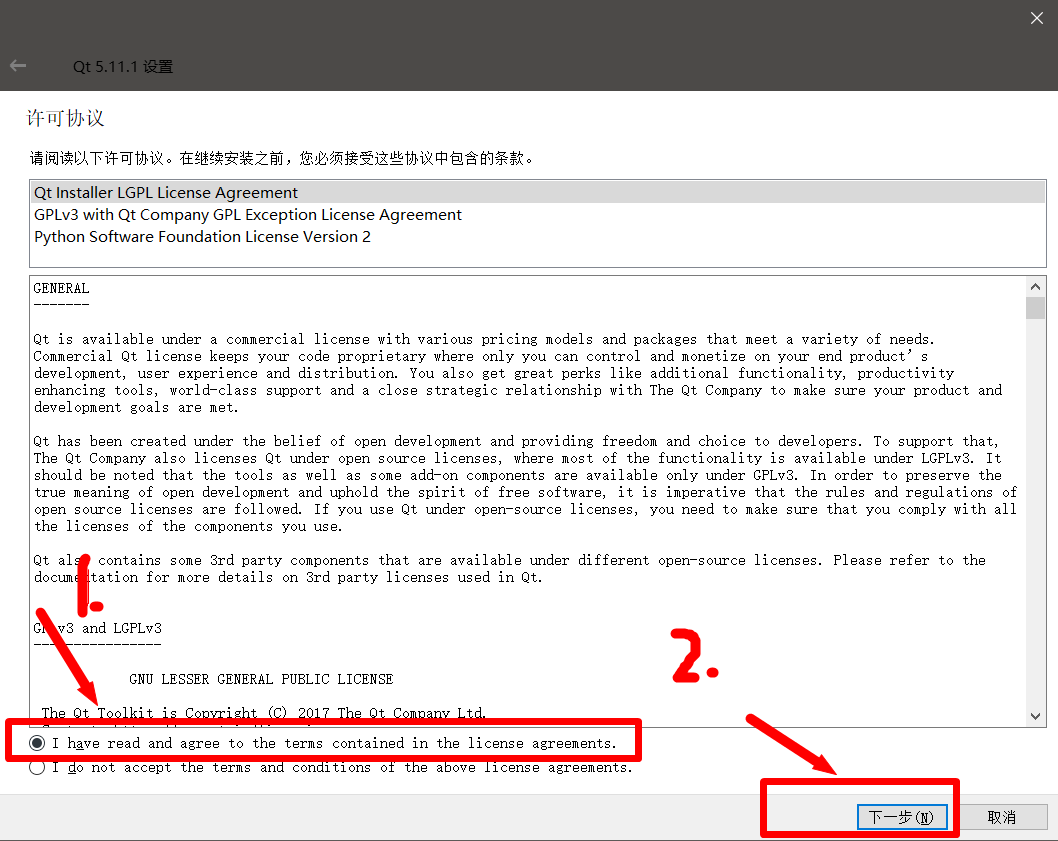 Qt 5.11.1 设置
许可协议
请阅读以下许可协议。在继续安装之前，您必须接受这些协议中包含的条款。
Qt Installer LGPL License Agreement
GPLv3 with Qt Company GPL Exception License Agreement
Python Software Foundation License Version 2
GENERAL
-------
Qt is available under a commercial license with various pricing models and packages that meet a variety of needs.
Commercial Qt license keeps your code proprietary where only you can control and monetize on your end product’s
development, user experience and distribution. You also get great perks like additional functionality, productivity
enhancing tools, world-class support and a close strategic relationship with The Qt Company to make sure your product and
development goals are met.
Qt has been created under the belief of open development and providing freedom and choice to developers. To support that,
The Qt Company also licenses Qt under open source licenses, where most of the functionality is available under LGPLv3. It
should be noted that the tools as well as some add-on components are available only under GPLv3. In order to preserve the
true meaning of open development and uphold the spirit of free software, it is imperative that the rules and regulations of
open source licenses are followed. If you use Qt under open-source licenses, you need to make sure that you comply with all
the licenses of the components you use.
Qt also contains some 3rd party components that are available under different open-source licenses. Please refer to the
documentation for more details on 3rd party licenses used in Qt.
1.
GPLv3 and LGPLv3
----------------
2.
GNU LESSER GENERAL PUBLIC LICENSE
The Qt Toolkit is Copyright (C) 2017 The Qt Company Ltd.
I have read and agree to the terms contained in the license agreements.
I do not accept the terms and conditions of the above license agreements.
下一步(N)
取消